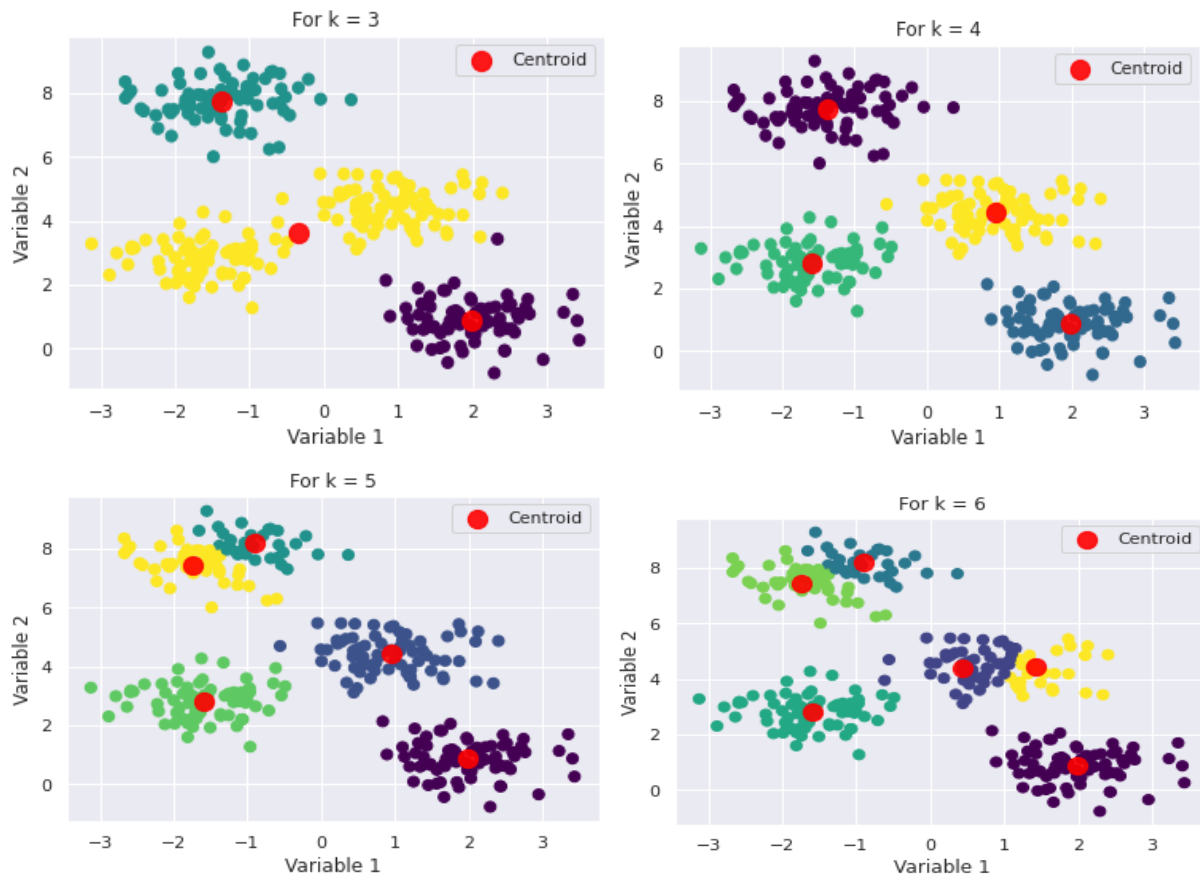 For k = 3
Centroid
Variable 2
8
6
4
2
0
−3 −2 −1 0 1 2 3
Variable 1
For k = 4
Centroid
Variable 2
8
6
4
2
0
−3 −2 −1 0 1 2 3
Variable 1
For k = 5
Centroid
Variable 2
8
6
4
2
0
−3 −2 −1 0 1 2 3
Variable 1
For k = 6
Centroid
Variable 2
8
6
4
2
0
−3 −2 −1 0 1 2 3
Variable 1